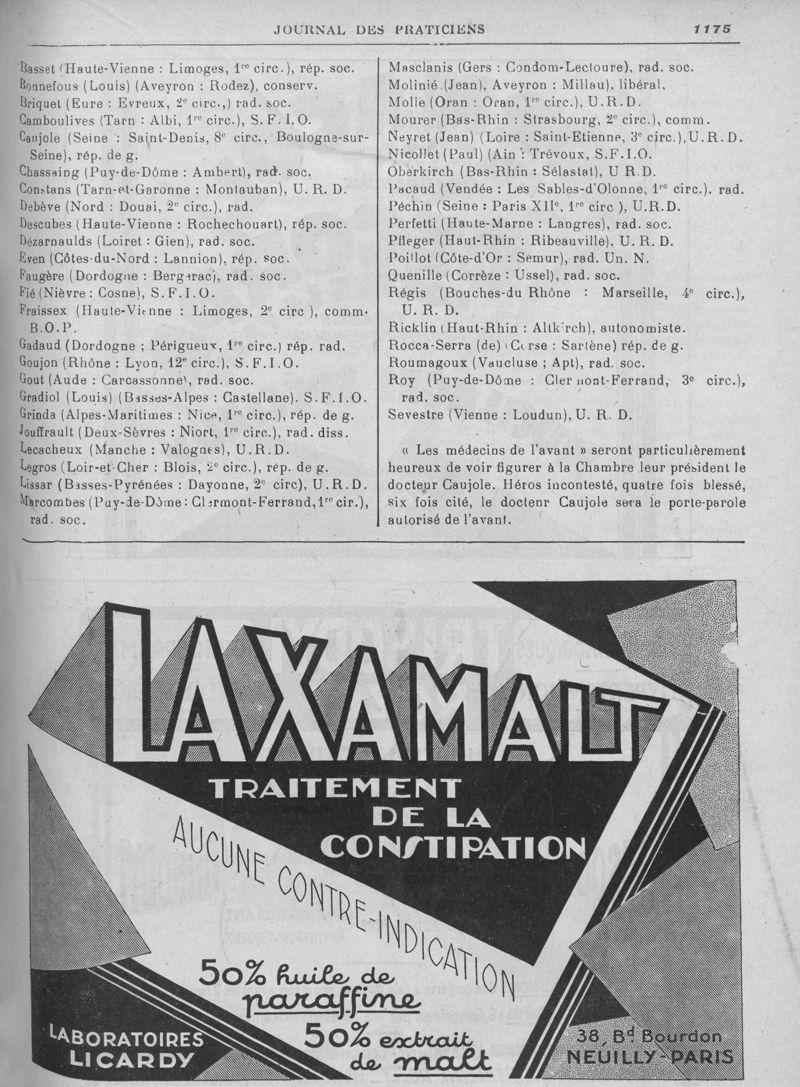 JOURNAL DES PRATICIENS 1175
Basset (Haute-Vienne : Limoges, 1re circ.), rép. soc.
Bonnefous (Louis) (Aveyron : Rodez), conserv.
Briquet (Eure : Evreux, 2e circ.,) rad. soc.
Camboulives (Tarn : Albi, 1re circ.), S. F. I. O.
Caujole (Seine : Saint-Denis, 8e circ., Boulogne-sur-
Seine), rép. de g.
Chassaing (Puy-de-Dôme : Ambert), rad. soc.
Constans (Tarn-et-Garonne : Montauban), U. R. D.
Debève (Nord : Douai, 2e circ.), rad.
Descubes (Haute-Vienne : Rochechouart), rép. soc.
Dézarnaulds (Loiret : Gien), rad. soc.
Even (Côtes-du-Nord : Lannion), rép. soc.
Faugère (Dordogne : Bergerac), rad. soc.
Fié (Nièvre : Cosne), S. F. I. O.
Fraissex (Haute-Vienne : Limoges, 2e circ ), comm.
B. O. P.
Gadaud (Dordogne ; Périgueux, 1re circ.) rép. rad.
Goujon (Rhône : Lyon, 12e circ.), S. F. I. O.
Gout (Aude : Carcassonne), rad. soc.
Gradiol (Louis) (Basses-Alpes : Castellane). S. F. I. O.
Grinda (Alpes-Maritimes : Nice, 1re circ.), rép. de g.
Jouffrault (Deux-Sèvres : Niort, 1re circ.), rad. diss.
Lecacheux (Manche : Valognes), U. R. D.
Legros (Loir-et-Cher : Blois, 2e circ.), rép. de g.
Lissar (Basses-Pyrénées : Dayonne, 2e circ), U. R. D.
Marcombes (Puy-de-Dôme : Clermont-Ferrand, 1re cir.),
rad. soc.
Masclanis (Gers : Condom-Lectoure), rad. soc.
Molinié (Jean), Aveyron : Millau), libéral.
Molle (Oran : Oran, 1re circ.), U. R. D.
Mourer (Bas-Rhin : Strasbourg, 2e circ.), comm.
Neyret (Jean) (Loire : Saint-Etienne, 3e circ.), U. R. D.
Nicollet (Paul) (Ain : Trévoux, S. F. I. O.
Oberkirch (Bas-Rhin : Sélestat), U R. D.
Pacaud (Vendée : Les Sables-d'Olonne, 1re circ.). rad.
Péchin (Seine : Paris XIIe, 1re circ ), U. R. D.
Perfetti (Haute-Marne : Langres), rad. soc.
Pfleger (Haut-Rhin : Ribeauvillé), U. R. D.
Poillot (Côte-d'Or : Semur), rad. Un. N.
Queuille (Corrèze : Ussel), rad. soc.
Régis (Bouches-du Rhône : Marseille, 4e circ.),
U. R. D.
Ricklin (Haut-Rhin : Altkirch), autonomiste.
Rocca-Serra (de) (Corse : Sartène) rép. de g.
Roumagoux (Vaucluse ; Apt), rad. soc.
Roy (Puy-de-Dôme : Clermont-Ferrand, 3e circ.),
rad. soc.
Sevestre (Vienne : Loudun), U. R. D.
« Les médecins de l'avant » seront particulièrement
heureux de voir figurer à la Chambre leur président le
docteur Caujole. Héros incontesté, quatre fois blessé,
six fois cité, le docteur Caujole sera le porte-parole
autorisé de l'avant.
LAXAMALT
TRAITEMENT
DE LA
CONSTIPATION
AUCUNE CONTRE-INDICATION
50% huile de
paraffine
50% extrait
de malt
LABORATOIRES
LICARDY
38, Bd Bourdon
NEUILLY-PARIS